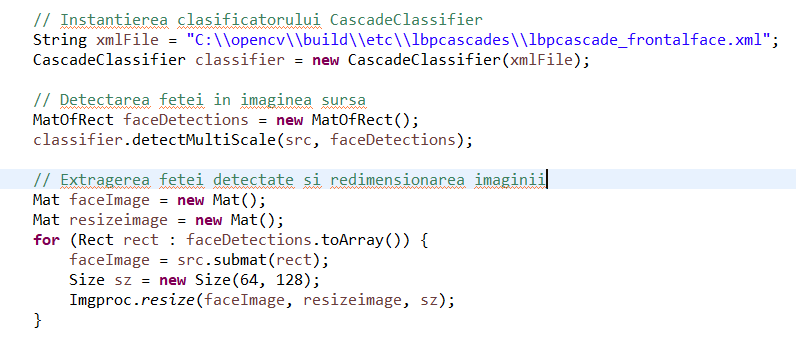 // Instantierea clasificatorului CascadeClassifier
String xmlFile = "C:\\opencv\\build\\etc\\lbpcascades\\lbpcascade_frontalface.xml";
CascadeClassifier classifier = new CascadeClassifier(xmlFile);
// Detectarea fetei in imaginea sursa
MatOfRect faceDetections = new MatOfRect();
classifier.detectMultiScale(src, faceDetections);
// Extragerea fetei detectate si redimensionarea imaginii
Mat faceImage = new Mat();
Mat resizeimage = new Mat();
for (Rect rect : faceDetections.toArray()) {
    faceImage = src.submat(rect);
    Size sz = new Size(64, 128);
    Imgproc.resize(faceImage, resizeimage, sz);
}